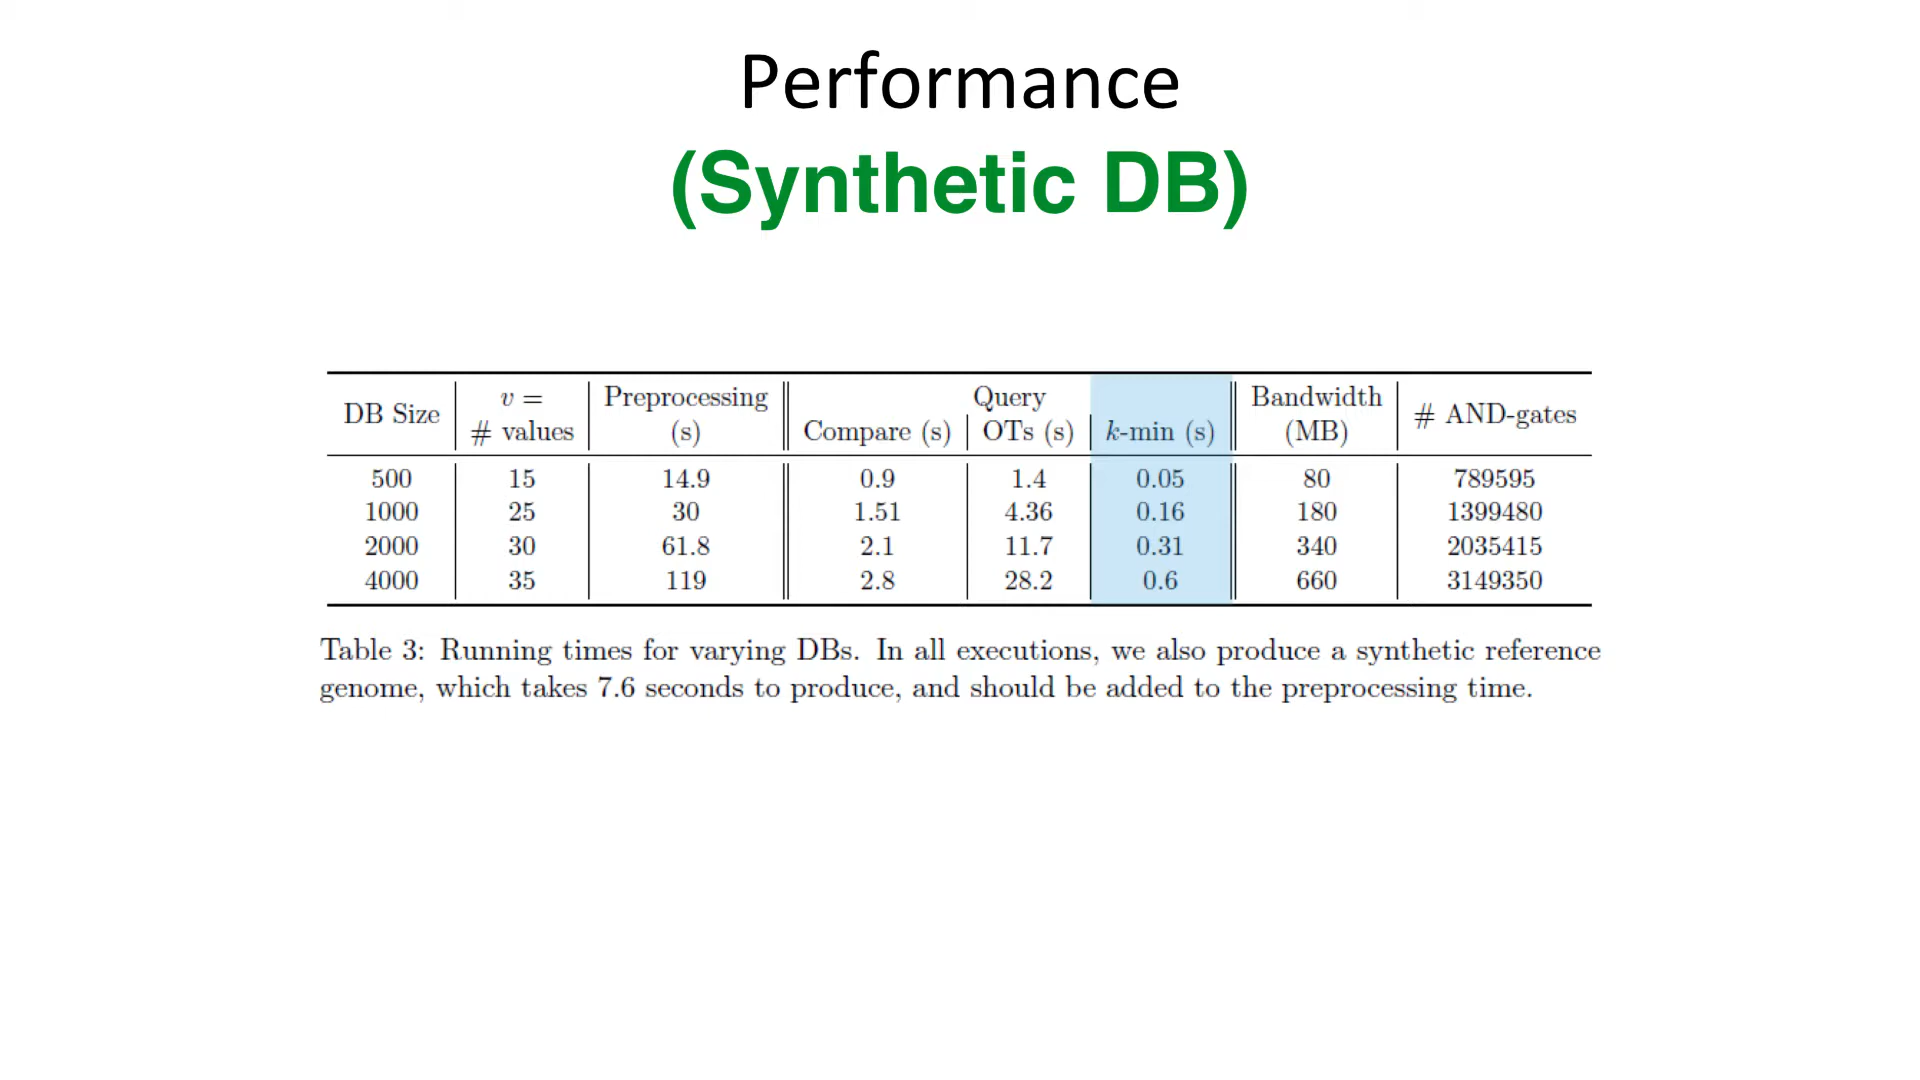 Performance
(Synthetic DB)
DB Size v = # values Preprocessing (s) Query Compare (s) OTs (s) k-min (s) Bandwidth (MB) # AND-gates
500 15 14.9 0.9 1.4 0.05 80 789595
1000 25 30 1.51 4.36 0.16 180 1399480
2000 30 61.8 2.1 11.7 0.31 340 2035415
4000 35 119 2.8 28.2 0.6 660 3149350
Table 3: Running times for varying DBs. In all executions, we also produce a synthetic reference
genome, which takes 7.6 seconds to produce, and should be added to the preprocessing time.